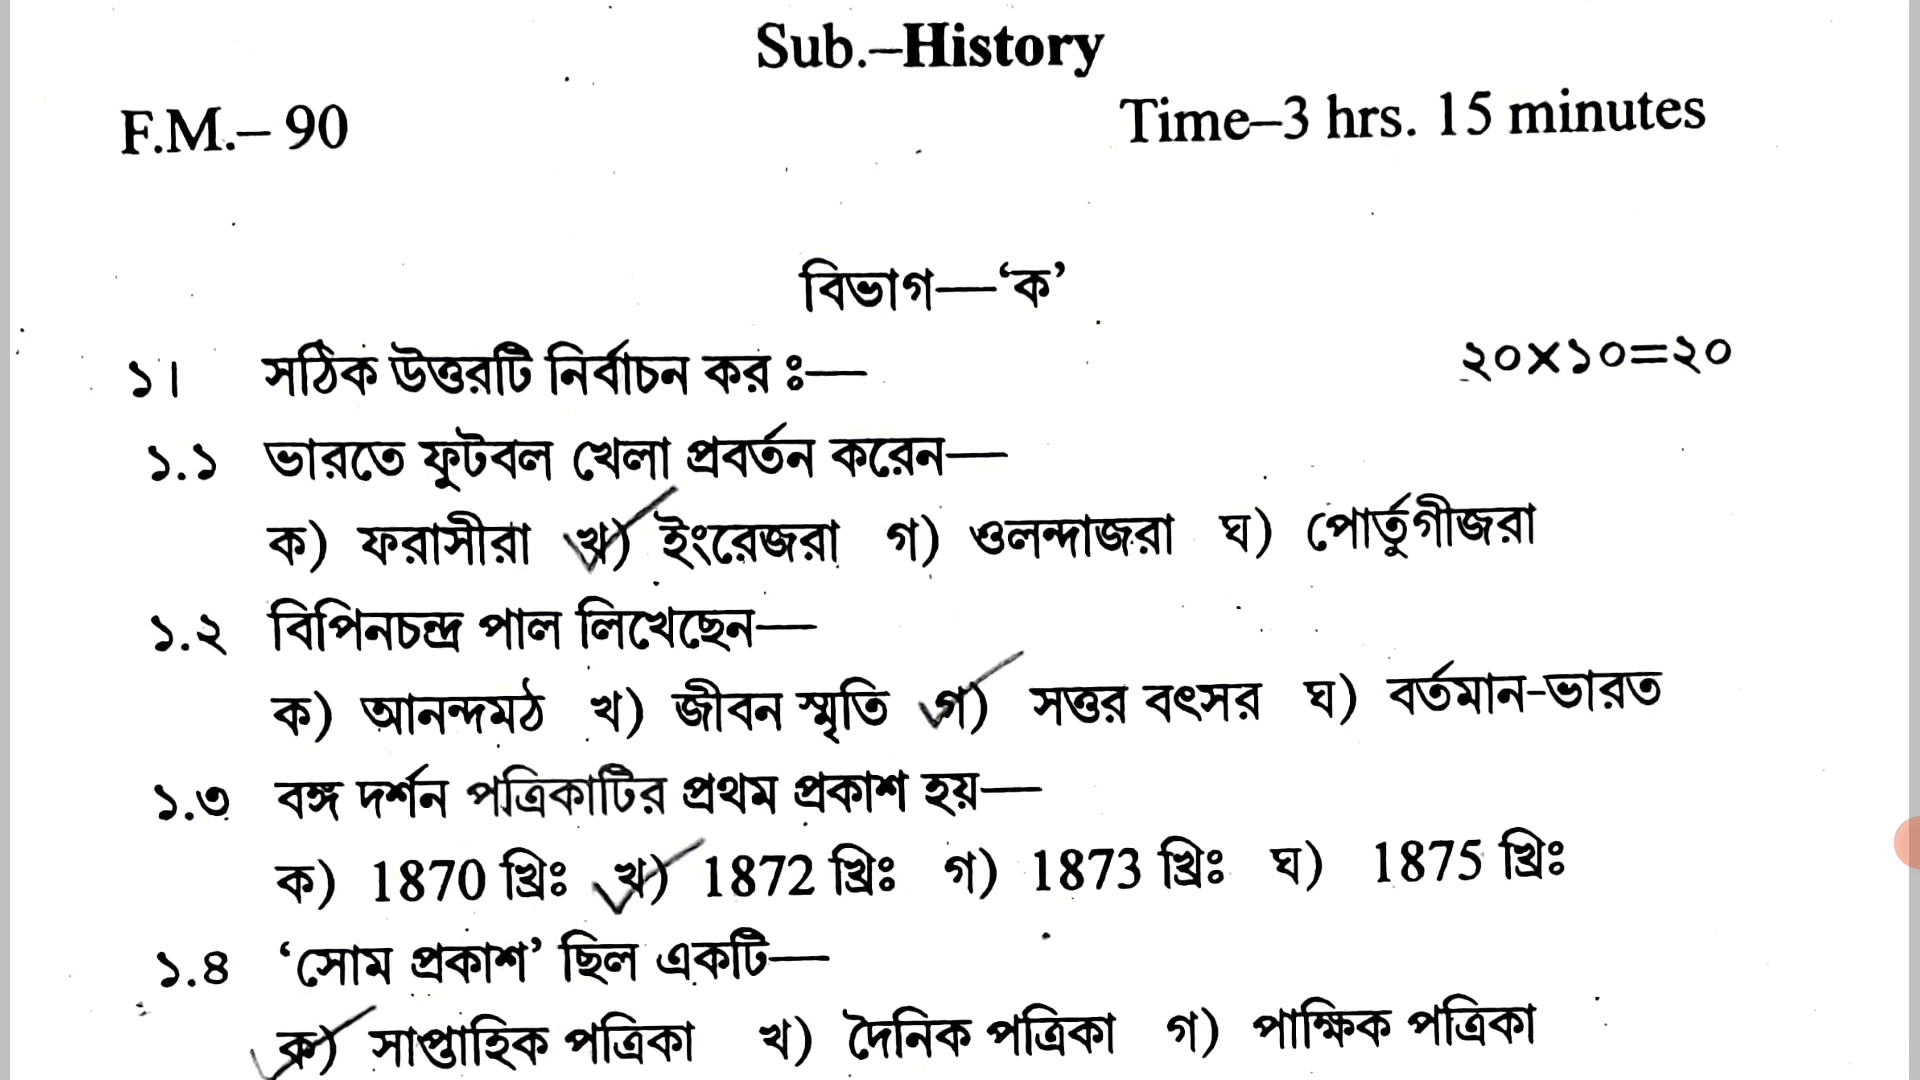 Sub.–History
F.M.– 90 Time–3 hrs. 15 minutes
বিভাগ—‘ক’
১। সঠিক উত্তরটি নির্বাচন কর ঃ— ২০×১০=২০
১.১ ভারতে ফুটবল খেলা প্রবর্তন করেন—
ক) ফরাসীরা খ) ইংরেজরা গ) ওলন্দাজরা ঘ) পোর্তুগীজরা
১.২ বিপিনচন্দ্র পাল লিখেছেন—
ক) আনন্দমঠ খ) জীবন স্মৃতি গ) সত্তর বৎসর ঘ) বর্তমান-ভারত
১.৩ বঙ্গ দর্শন পত্রিকাটির প্রথম প্রকাশ হয়—
ক) 1870 খ্রিঃ খ) 1872 খ্রিঃ গ) 1873 খ্রিঃ ঘ) 1875 খ্রিঃ
১.৪ ‘সোম প্রকাশ’ ছিল একটি—
ক) সাপ্তাহিক পত্রিকা খ) দৈনিক পত্রিকা গ) পাক্ষিক পত্রিকা